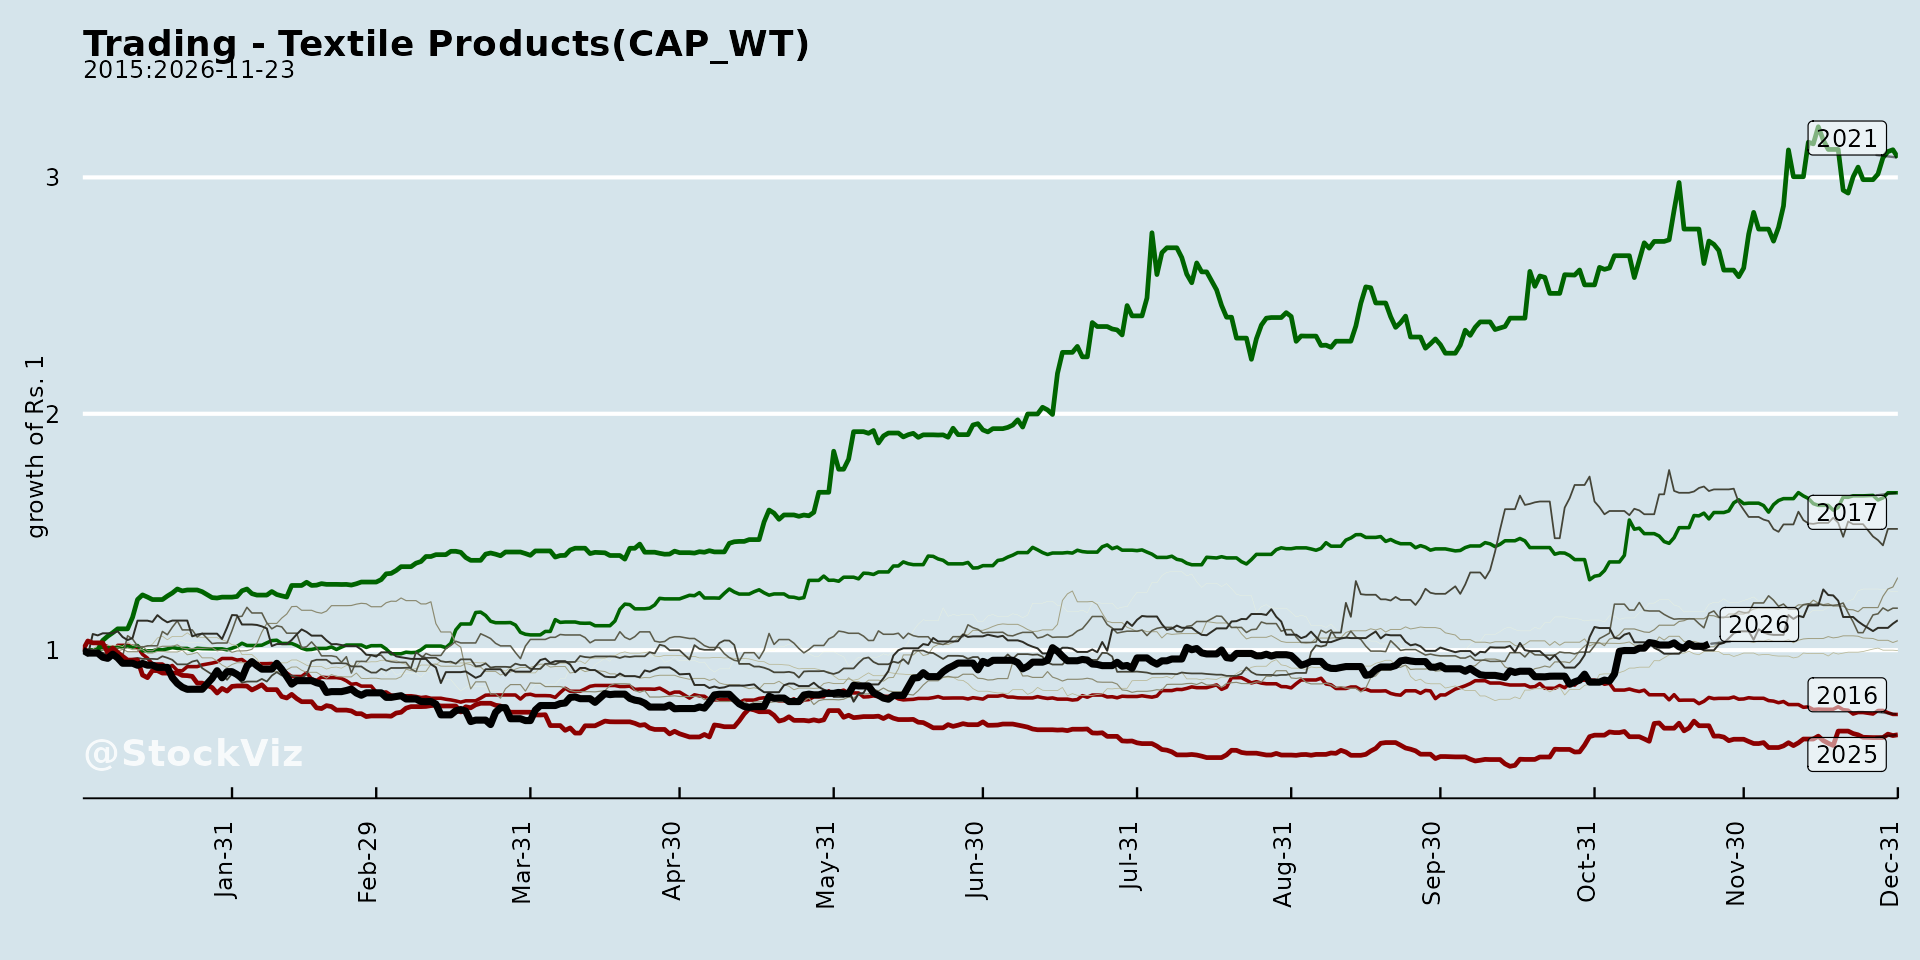 Trading - Textile Products(CAP_WT)
2015:2026-11-23
growth of Rs. 1
3
2
1
2021
2017
2026
2016
2025
@StockViz
Jan-31
Feb-29
Mar-31
Apr-30
May-31
Jun-30
Jul-31
Aug-31
Sep-30
Oct-31
Nov-30
Dec-31